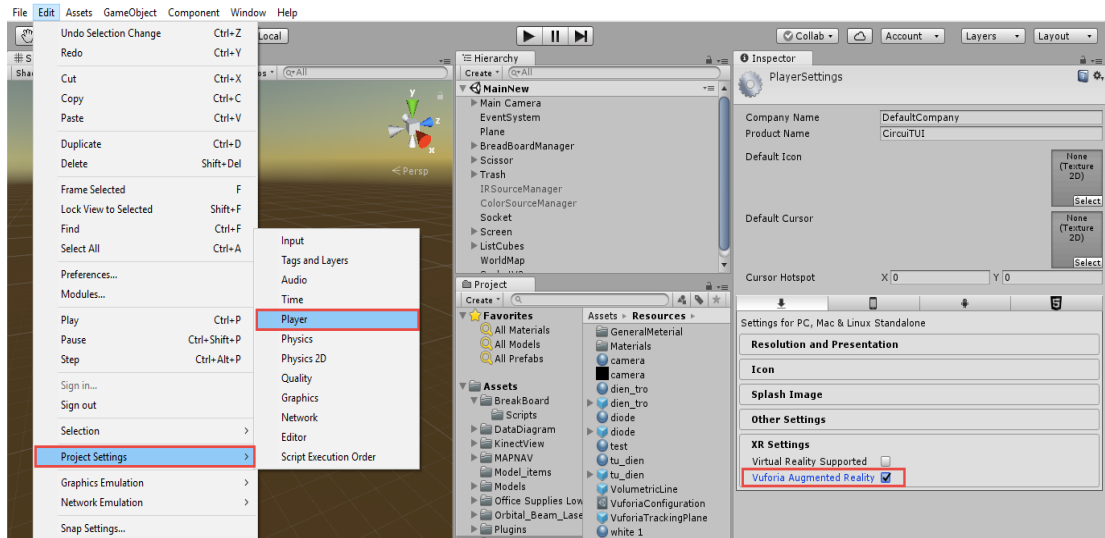 File Edit Assets GameObject Component Window Help
Undo Selection Change Ctrl+Z
Redo Ctrl+Y
Cut Ctrl+X
Copy Ctrl+C
Paste Ctrl+V
Duplicate Ctrl+D
Delete Shift+Del
Frame Selected F
Lock View to Selected Shift+F
Find Ctrl+F
Select All Ctrl+A
Preferences...
Modules...
Play Ctrl+P
Pause Ctrl+Shift+P
Step Ctrl+Alt+P
Sign in...
Sign out
Selection >
Project Settings >
Graphics Emulation >
Network Emulation >
Snap Settings...
Input
Tags and Layers
Audio
Time
Player
Physics
Physics 2D
Quality
Graphics
Network
Editor
Script Execution Order
Local
All
y
z
x
Persp
Collab
Account
Layers
Layout
Hierarchy
Create All
MainNew
Main Camera
EventSystem
Plane
BreadBoardManager
Scissor
Trash
IRSourceManager
ColorSourceManager
Socket
Screen
ListCubes
WorldMap
Project
Create
Favorites
All Materials
All Models
All Prefabs
Assets
BreakBoard
Scripts
DataDiagram
KinectView
MAPNAV
Model_items
Models
Office Supplies Low
Orbital_Beam_Lase
Plugins
Assets Resources
GeneralMeterial
Materials
camera
camera
dien_tro
dien_tro
diode
diode
test
tu_dien
tu_dien
VolumetricLine
VuforiaConfiguration
VuforiaTrackingPlane
white 1
Inspector
PlayerSettings
Company Name DefaultCompany
Product Name CircuiTUI
Default Icon
None
(Texture
2D)
Select
Default Cursor
None
(Texture
2D)
Select
Cursor Hotspot X 0 Y 0
Settings for PC, Mac & Linux Standalone
Resolution and Presentation
Icon
Splash Image
Other Settings
XR Settings
Virtual Reality Supported
Vuforia Augmented Reality